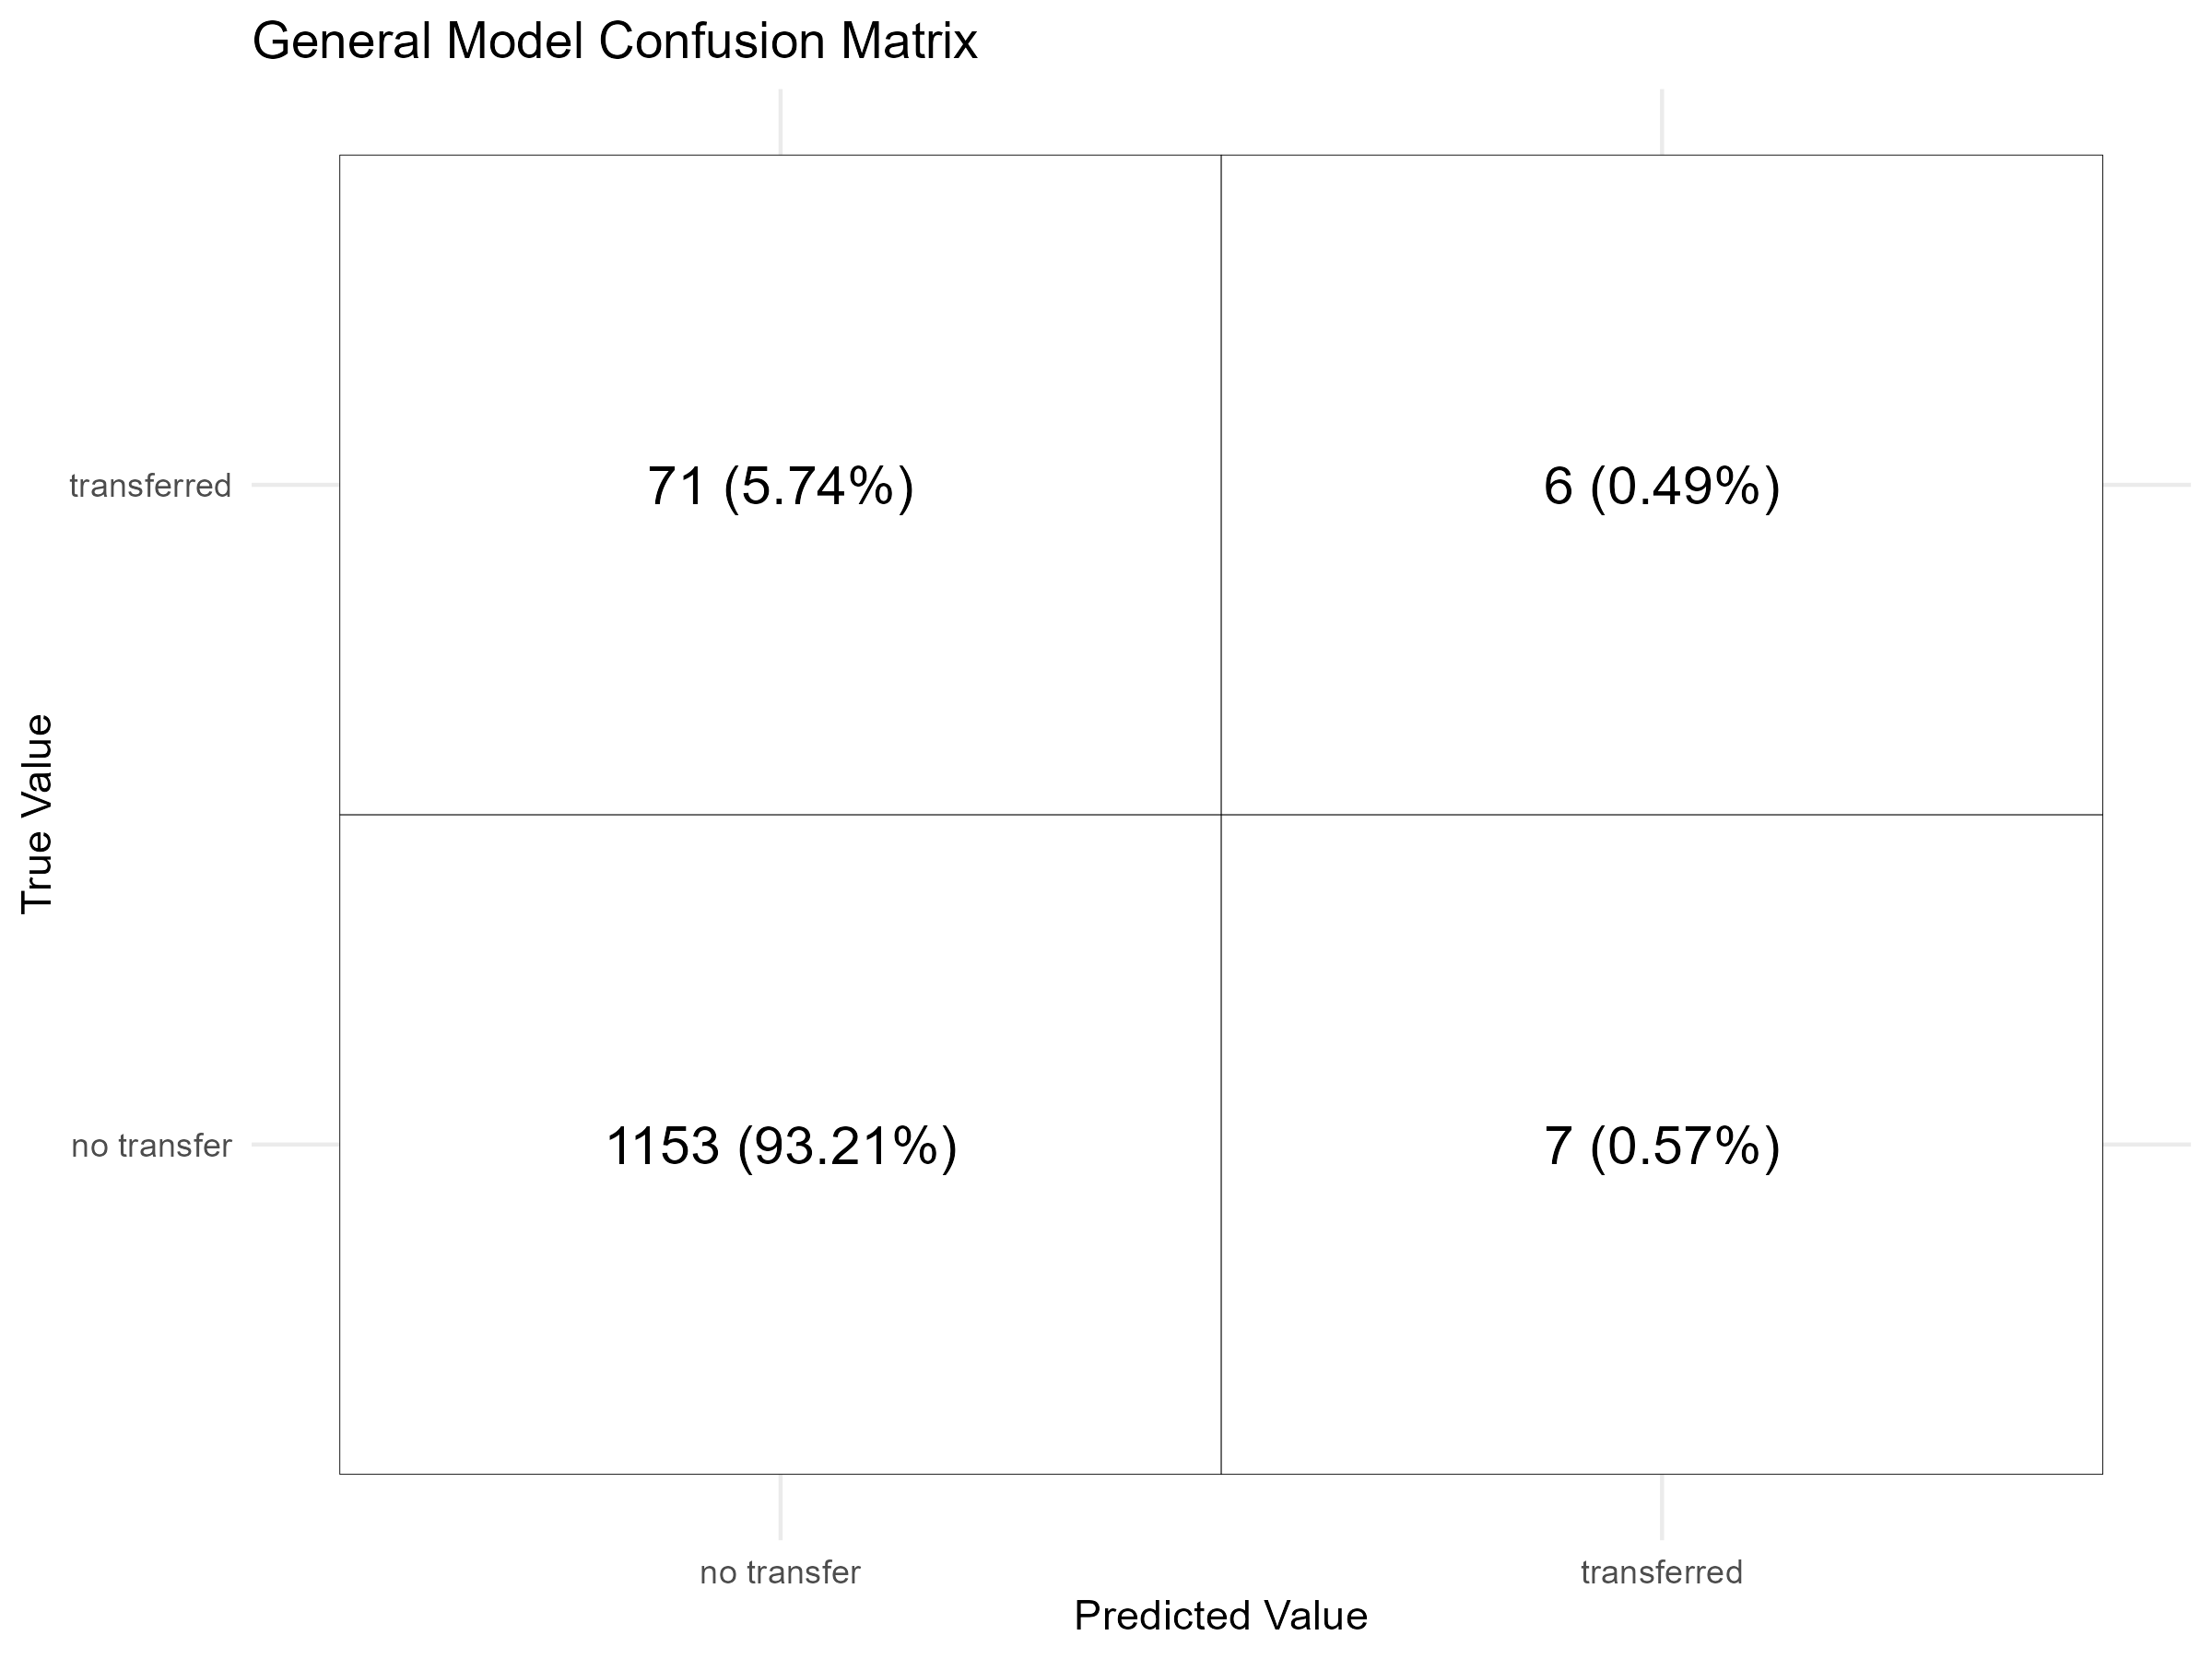 General Model Confusion Matrix
transferred
71 (5.74%)
6 (0.49%)
True Value
no transfer
1153 (93.21%)
7 (0.57%)
no transfer
transferred
Predicted Value